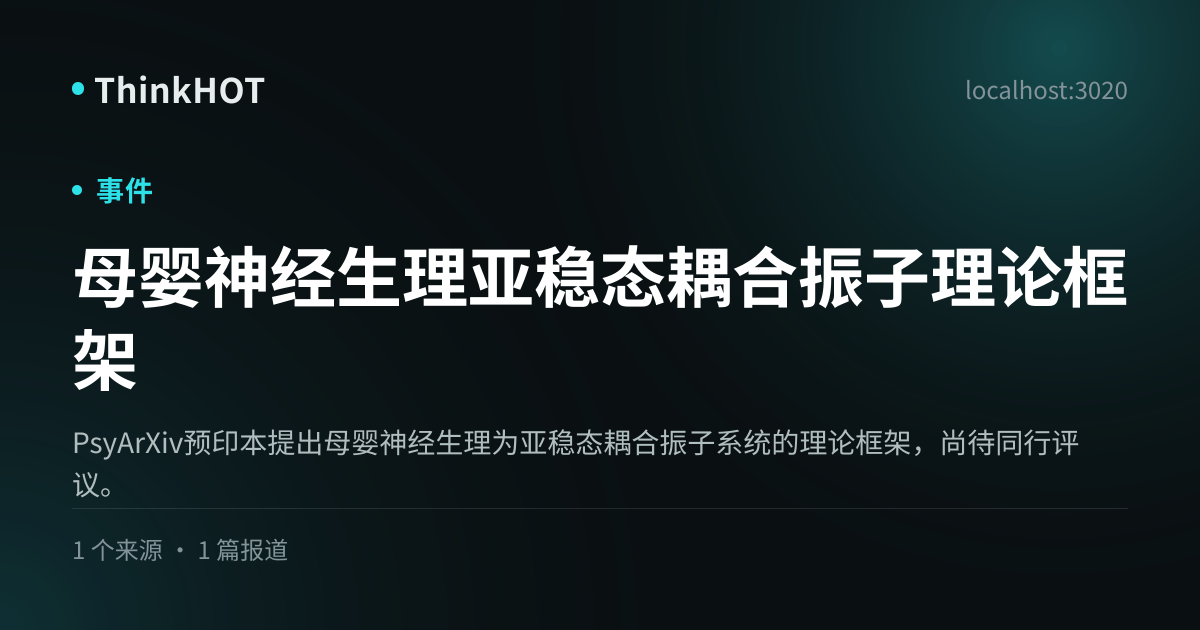 ThinkHOT
localhost:3020
事件
母婴神经生理亚稳态耦合振子理论框
架
PsyArXiv预印本提出母婴神经生理为亚稳态耦合振子系统的理论框架，尚待同行评
议。
1 个来源 · 1 篇报道